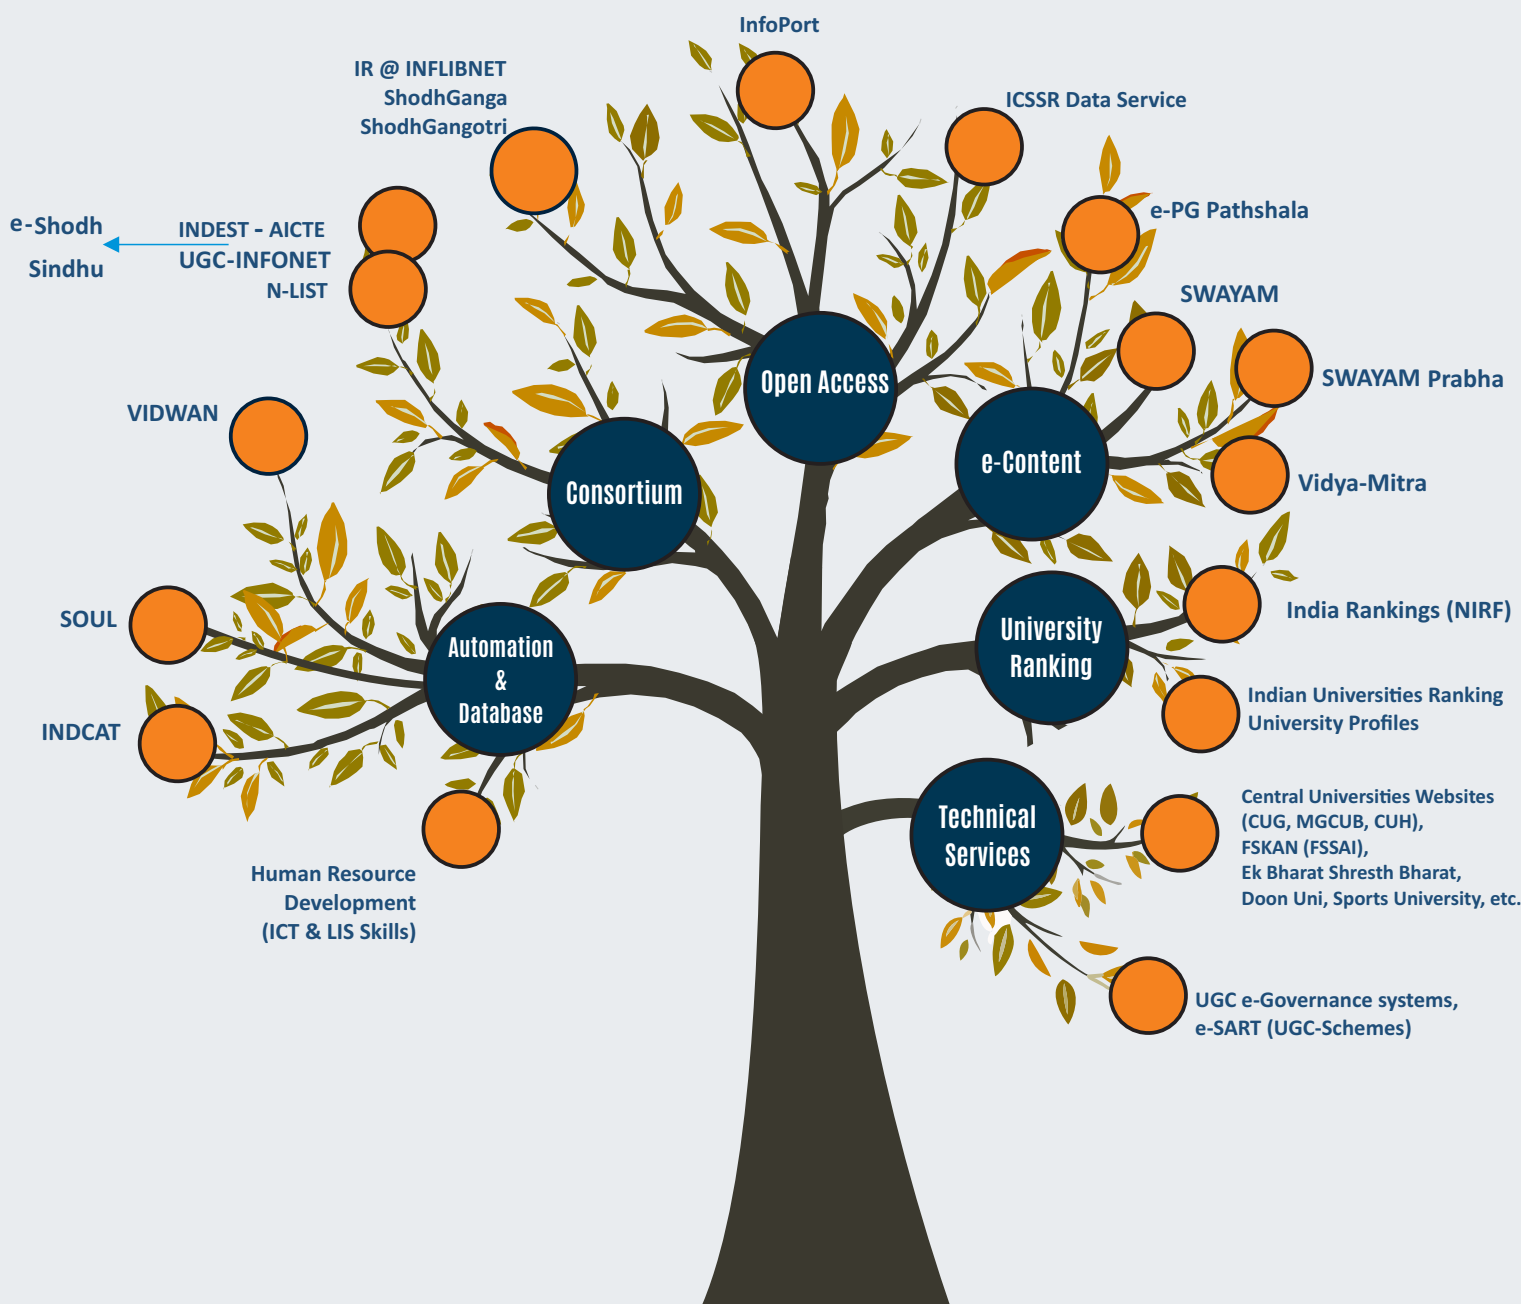 InfoPort
IR @ INFLIBNET
ShodhGanga
ShodhGangotri
ICSSR Data Service
e-PG Pathshala
e-Shodh
Sindhu
INDEST - AICTE
UGC-INFONET
N-LIST
SWAYAM
SWAYAM Prabha
Open Access
VIDWAN
e-Content
Vidya-Mitra
Consortium
SOUL
India Rankings (NIRF)
University
Ranking
Automation
&
Database
INDCAT
Indian Universities Ranking
University Profiles
Technical
Services
Central Universities Websites
(CUG, MGCUB, CUH),
FSKAN (FSSAI),
Ek Bharat Shresth Bharat,
Doon Uni, Sports University, etc.
Human Resource
Development
(ICT & LIS Skills)
UGC e-Governance systems,
e-SART (UGC-Schemes)